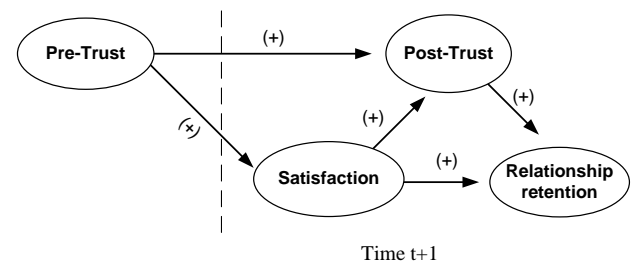 Pre-Trust
(+)
Post-Trust
(+)
(+)
(+)
(+)
Satisfaction
Relationship
retention
Time t+1